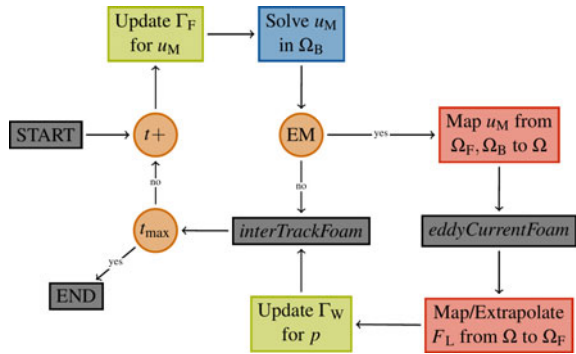 Update Γ_F
for u_M
Solve u_M
in Ω_B
START
t+
EM
yes
Map u_M from
Ω_F, Ω_B to Ω
no
no
t_max
interTrackFoam
eddyCurrentFoam
yes
END
Update Γ_W
for p
Map/Extrapolate
F_L from Ω to Ω_F